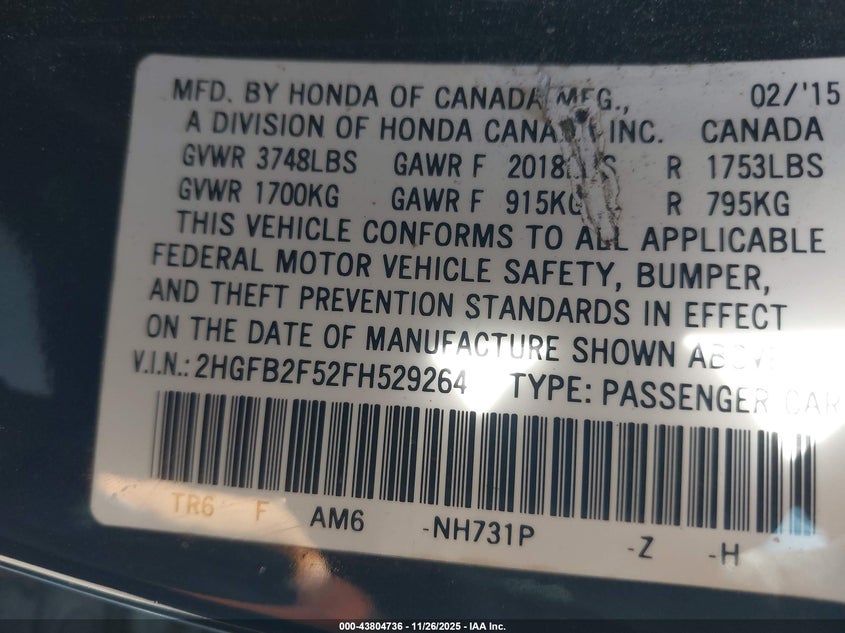 MFD. BY HONDA OF CANADA MFG., 02/'15
A DIVISION OF HONDA CANADA INC. CANADA
GVWR 3748LBS GAWR F 2018LBS R 1753LBS
GVWR 1700KG GAWR F 915KG R 795KG
THIS VEHICLE CONFORMS TO ALL APPLICABLE
FEDERAL MOTOR VEHICLE SAFETY, BUMPER,
AND THEFT PREVENTION STANDARDS IN EFFECT
ON THE DATE OF MANUFACTURE SHOWN ABOVE.
V.I.N.: 2HGFB2F52FH529264 TYPE: PASSENGER CAR
TR6 F AM6 -NH731P -Z -H
000-43804736 - 11/26/2025 - IAA Inc.